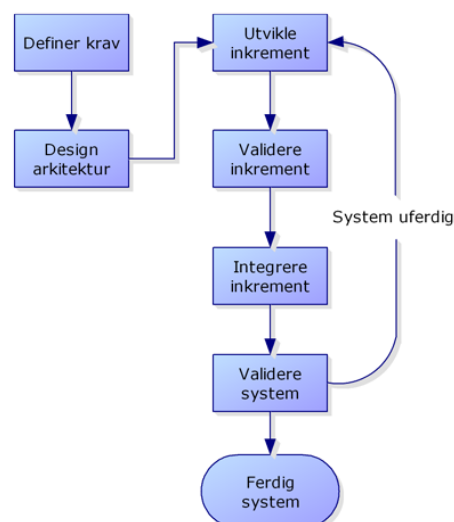 Definer krav
Design
arkitektur
Utvikle
inkrement
Validere
inkrement
Integrere
inkrement
Validere
system
System uferdig
Ferdig
system